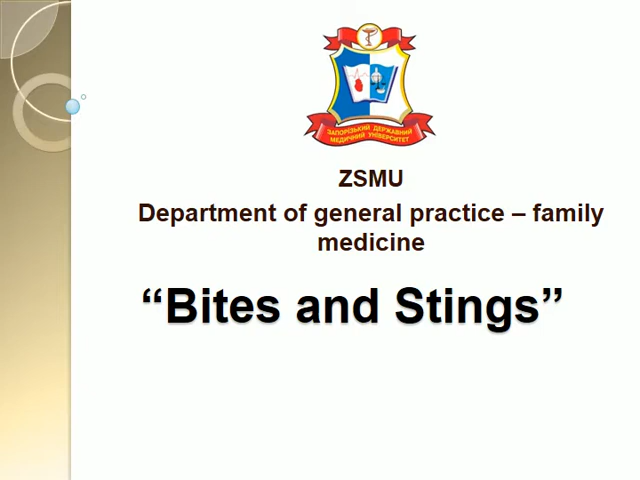 ЗАПОРІЗЬКИЙ ДЕРЖАВНИЙ
МЕДИЧНИЙ УНІВЕРСИТЕТ
ZSMU
Department of general practice – family
medicine
“Bites and Stings”